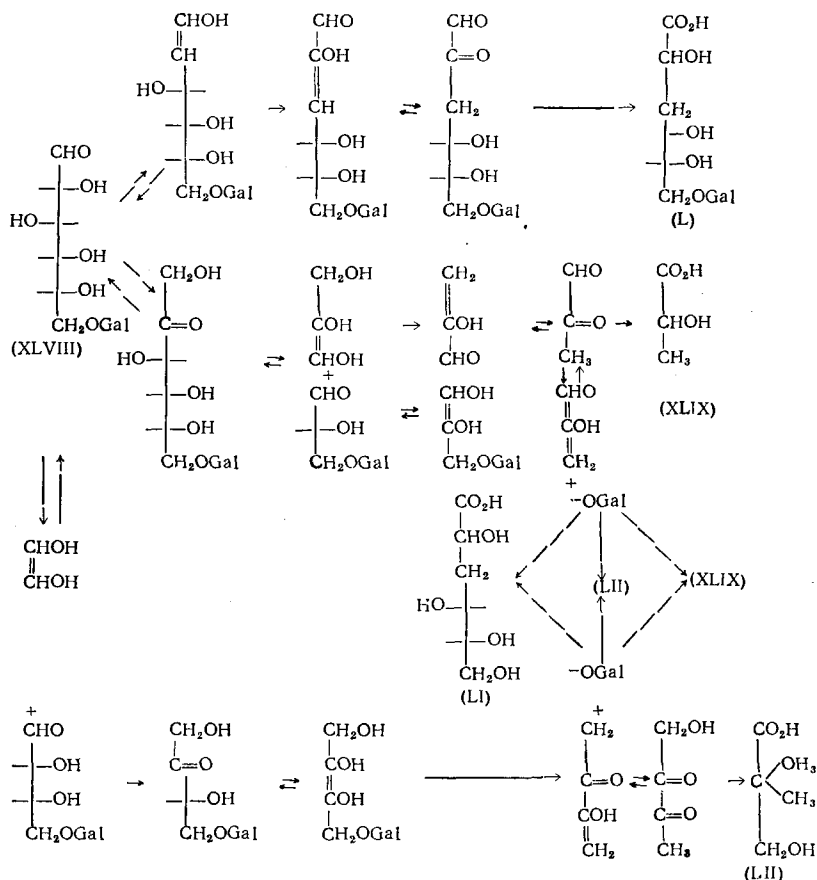 CHO
OH
HO
OH
OH
CH₂OGal
(XLVIII)
CHOH
CH
HO
OH
OH
CH₂OGal
CHO
COH
CH
OH
OH
CH₂OGal
CHO
C=O
CH₂
OH
OH
CH₂OGal
CO₂H
CHOH
CH₂
OH
OH
CH₂OGal
(L)
CH₂OH
C=O
HO
OH
OH
CH₂OGal
CH₂OH
COH
CHOH
+
CHO
OH
CH₂OGal
CH₂
COH
CHO
CHOH
COH
CH₂OGal
CHO
C=O
CH₃
CHO
COH
CH₂
+
−OGal
CO₂H
CHOH
CH₃
(XLIX)
CHOH
CHOH
CO₂H
CHOH
CH₂
HO
OH
CH₂OH
(LI)
(LII)
(XLIX)
−OGal
+
CHO
OH
OH
CH₂OGal
CH₂OH
C=O
OH
CH₂OGal
CH₂OH
COH
COH
CH₂OGal
+
CH₂
C=O
COH
CH₂
CH₂OH
C=O
C=O
CH₃
CO₂H
OH₃
C
CH₃
CH₂OH
(LII)